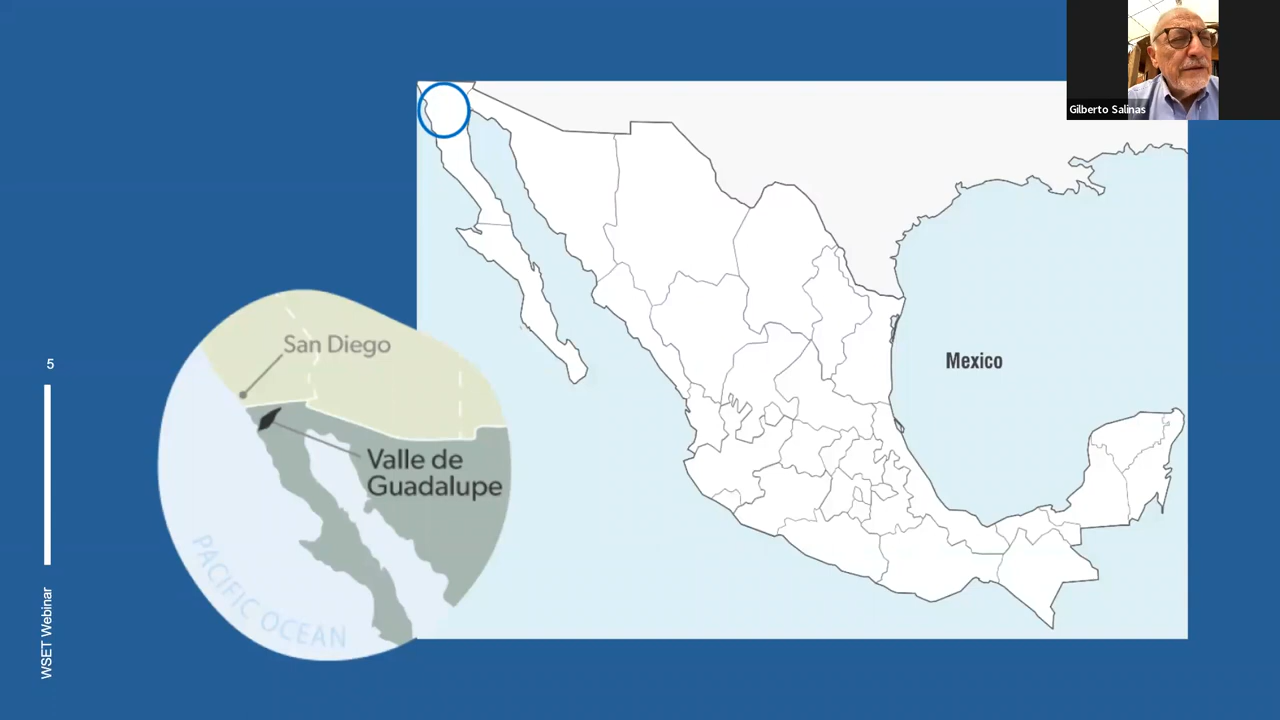 Gilberto Salinas
Mexico
San Diego
Valle de
Guadalupe
PACIFIC OCEAN
5
WSET Webinar